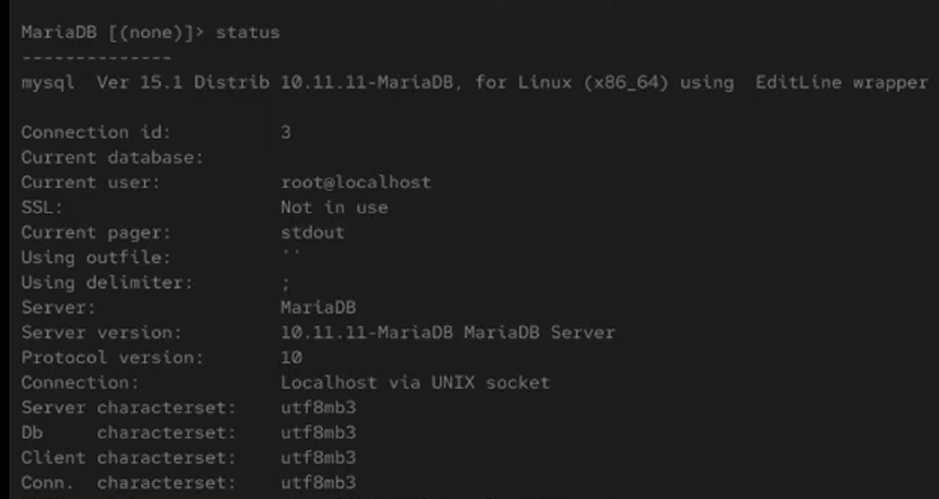 MariaDB [(none)]> status
--------------
mysql  Ver 15.1 Distrib 10.11.11-MariaDB, for Linux (x86_64) using  EditLine wrapper
Connection id:          3
Current database:
Current user:           root@localhost
SSL:                    Not in use
Current pager:          stdout
Using outfile:          ''
Using delimiter:        ;
Server:                 MariaDB
Server version:         10.11.11-MariaDB MariaDB Server
Protocol version:       10
Connection:             Localhost via UNIX socket
Server characterset:    utf8mb3
Db     characterset:    utf8mb3
Client characterset:    utf8mb3
Conn.  characterset:    utf8mb3